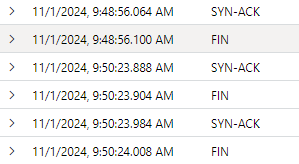 11/1/2024, 9:48:56.064 AM SYN-ACK
11/1/2024, 9:48:56.100 AM FIN
11/1/2024, 9:50:23.888 AM SYN-ACK
11/1/2024, 9:50:23.904 AM FIN
11/1/2024, 9:50:23.984 AM SYN-ACK
11/1/2024, 9:50:24.008 AM FIN